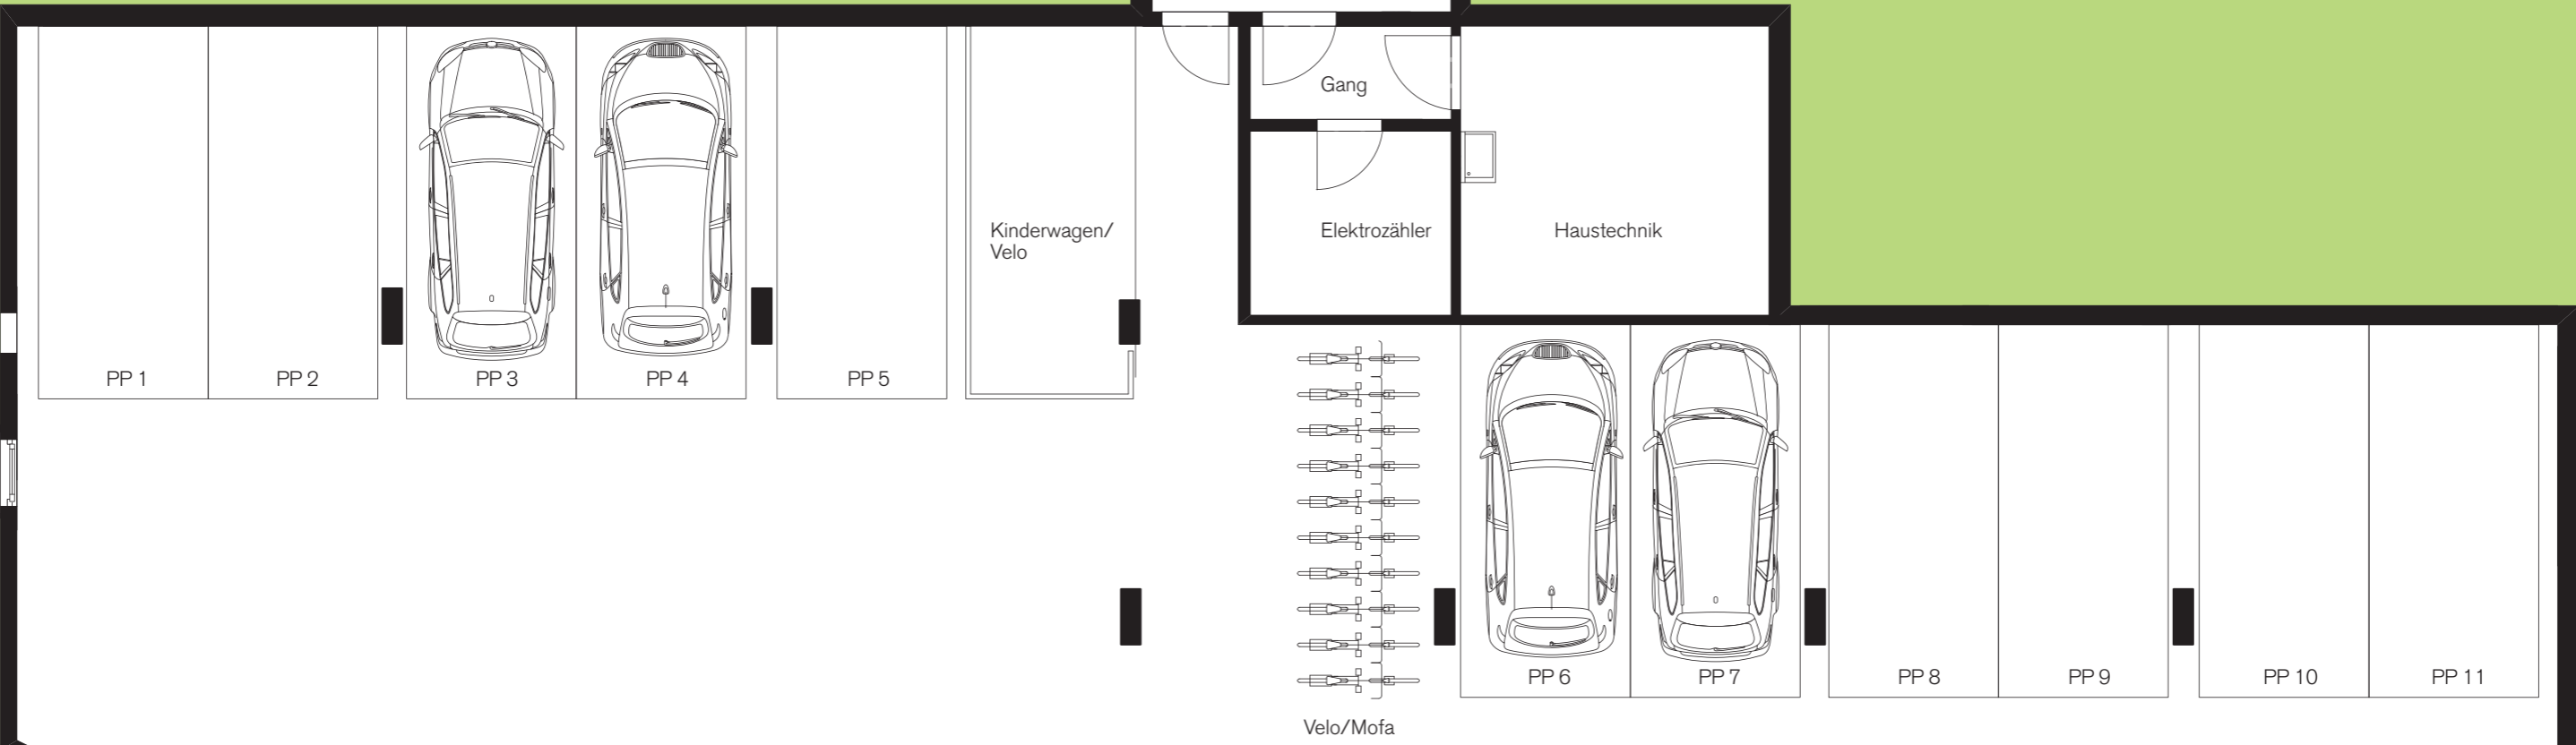 Gang
Kinderwagen/
Velo
Elektrozähler
Haustechnik
PP 1
PP 2
PP 3
PP 4
PP 5
PP 6
PP 7
PP 8
PP 9
PP 10
PP 11
Velo/Mofa